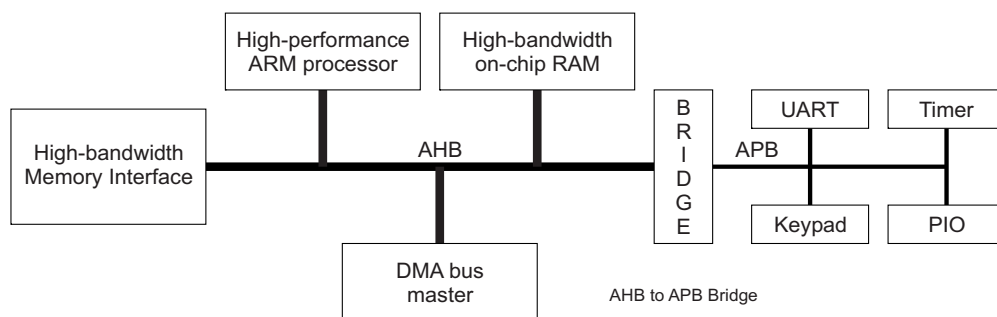 High-performance
ARM processor
High-bandwidth
on-chip RAM
High-bandwidth
Memory Interface
AHB
B
R
I
D
G
E
APB
UART
Timer
Keypad
PIO
DMA bus
master
AHB to APB Bridge